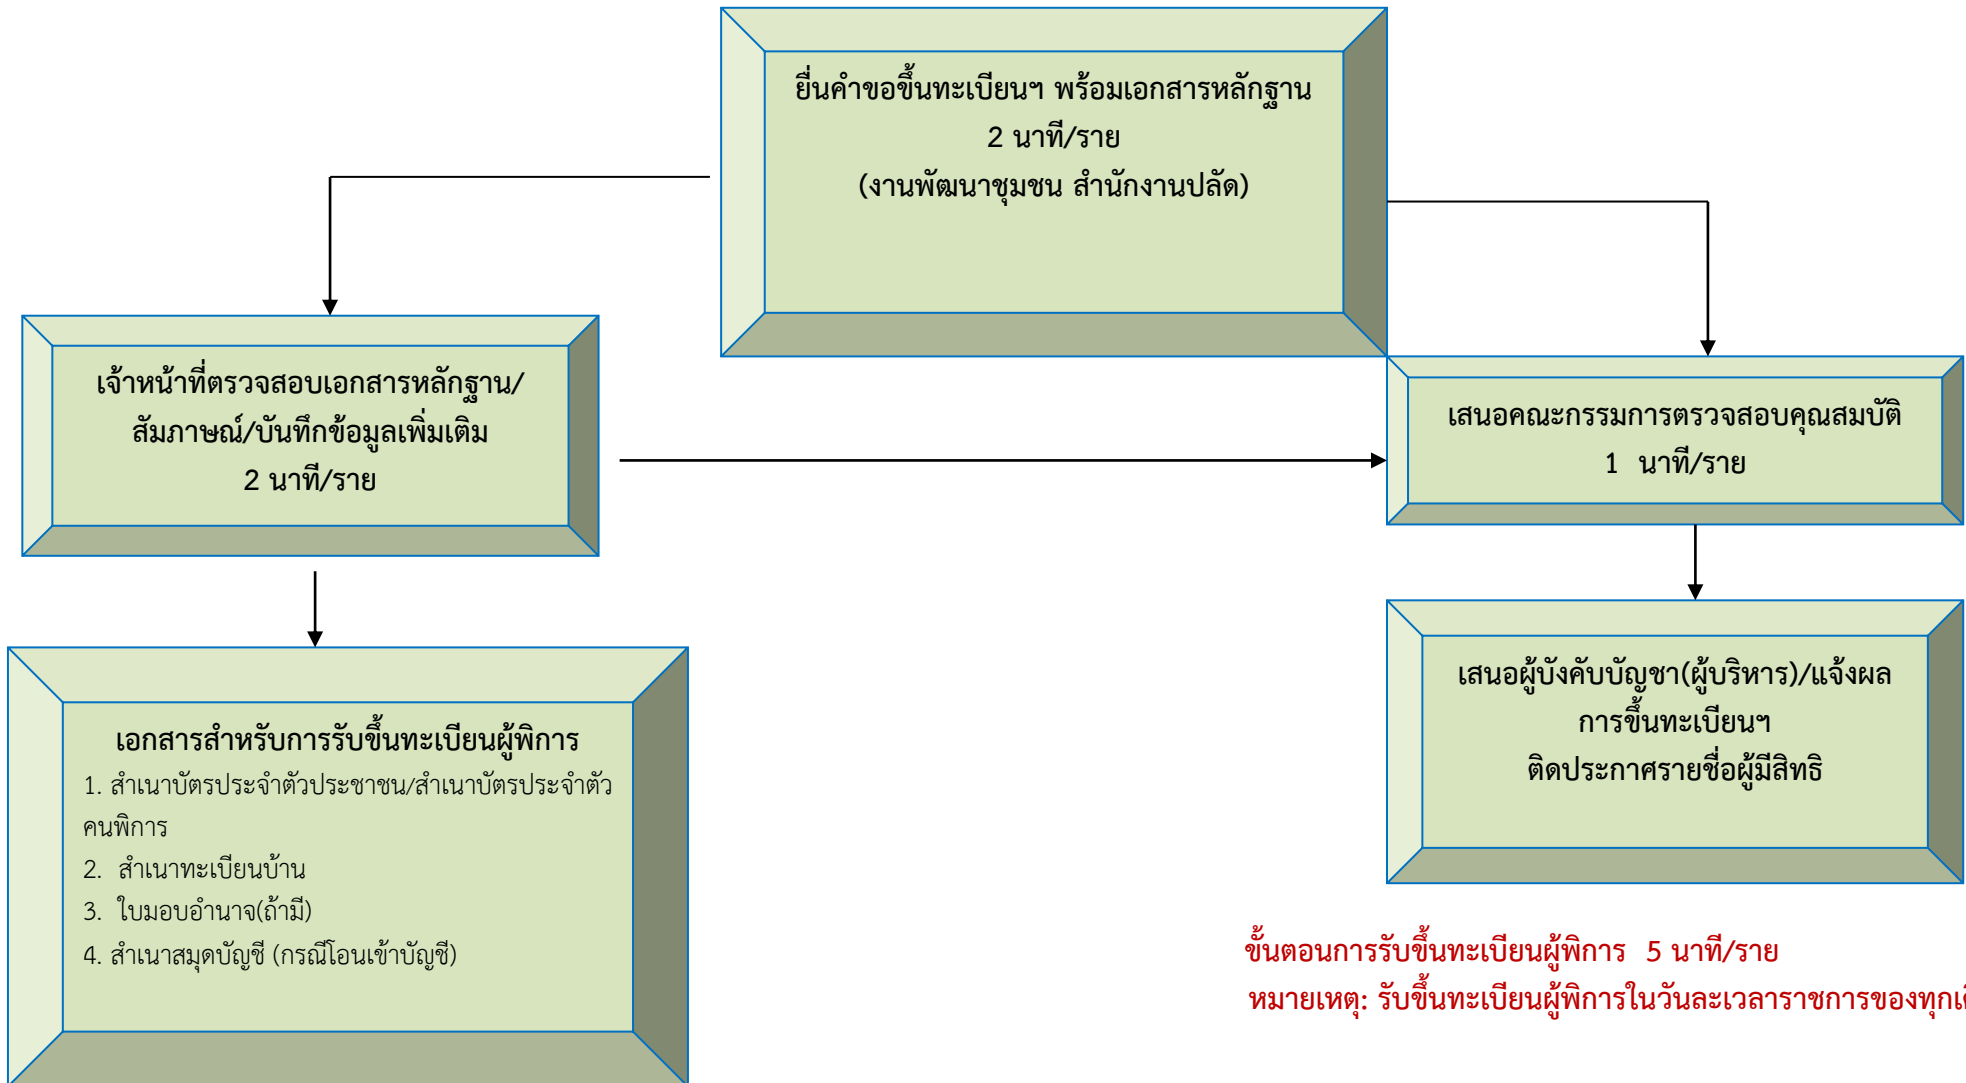 ยื่นคำขอขึ้นทะเบียนฯ พร้อมเอกสารหลักฐาน
2 นาที/ราย
(งานพัฒนาชุมชน สำนักงานปลัด)
เจ้าหน้าที่ตรวจสอบเอกสารหลักฐาน/
สัมภาษณ์/บันทึกข้อมูลเพิ่มเติม
2 นาที/ราย
เสนอคณะกรรมการตรวจสอบคุณสมบัติ
1 นาที/ราย
เอกสารสำหรับการรับขึ้นทะเบียนผู้พิการ
1. สำเนาบัตรประจำตัวประชาชน/สำเนาบัตรประจำตัว
คนพิการ
2. สำเนาทะเบียนบ้าน
3. ใบมอบอำนาจ(ถ้ามี)
4. สำเนาสมุดบัญชี (กรณีโอนเข้าบัญชี)
เสนอผู้บังคับบัญชา(ผู้บริหาร)/แจ้งผล
การขึ้นทะเบียนฯ
ติดประกาศรายชื่อผู้มีสิทธิ
ขั้นตอนการรับขึ้นทะเบียนผู้พิการ 5 นาที/ราย
หมายเหตุ: รับขึ้นทะเบียนผู้พิการในวันละเวลาราชการของทุก